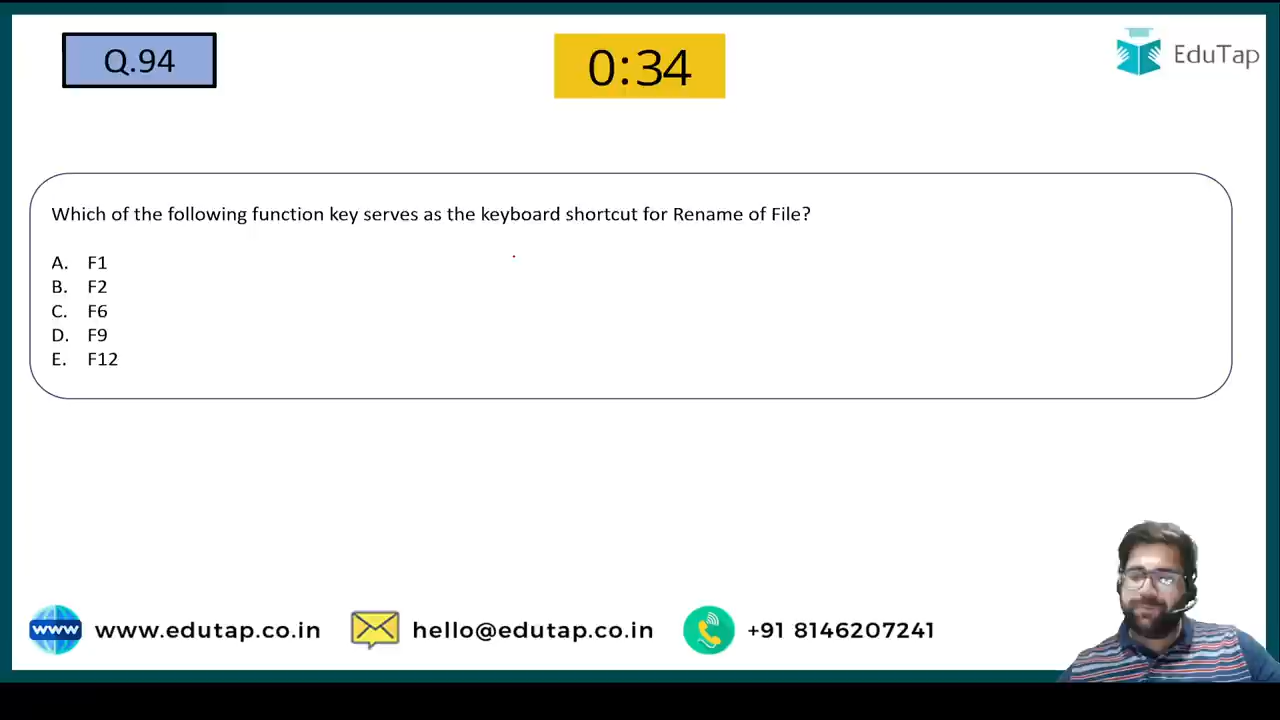 Q.94
0:34
EduTap
Which of the following function key serves as the keyboard shortcut for Rename of File?
A. F1
B. F2
C. F6
D. F9
E. F12
www www.edutap.co.in hello@edutap.co.in +91 8146207241